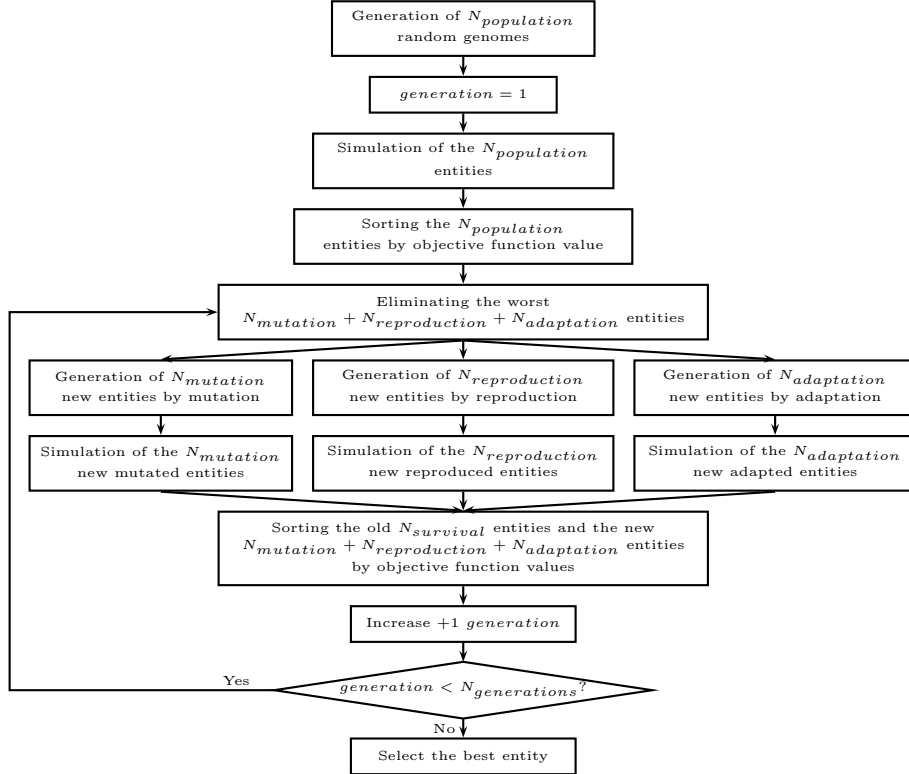 Generation of N_population
random genomes
generation = 1
Simulation of the N_population
entities
Sorting the N_population
entities by objective function value
Eliminating the worst
N_mutation + N_reproduction + N_adaptation entities
Generation of N_mutation
new entities by mutation
Generation of N_reproduction
new entities by reproduction
Generation of N_adaptation
new entities by adaptation
Simulation of the N_mutation
new mutated entities
Simulation of the N_reproduction
new reproduced entities
Simulation of the N_adaptation
new adapted entities
Sorting the old N_survival entities and the new
N_mutation + N_reproduction + N_adaptation entities
by objective function values
Increase +1 generation
Yes
generation < N_generations?
No
Select the best entity